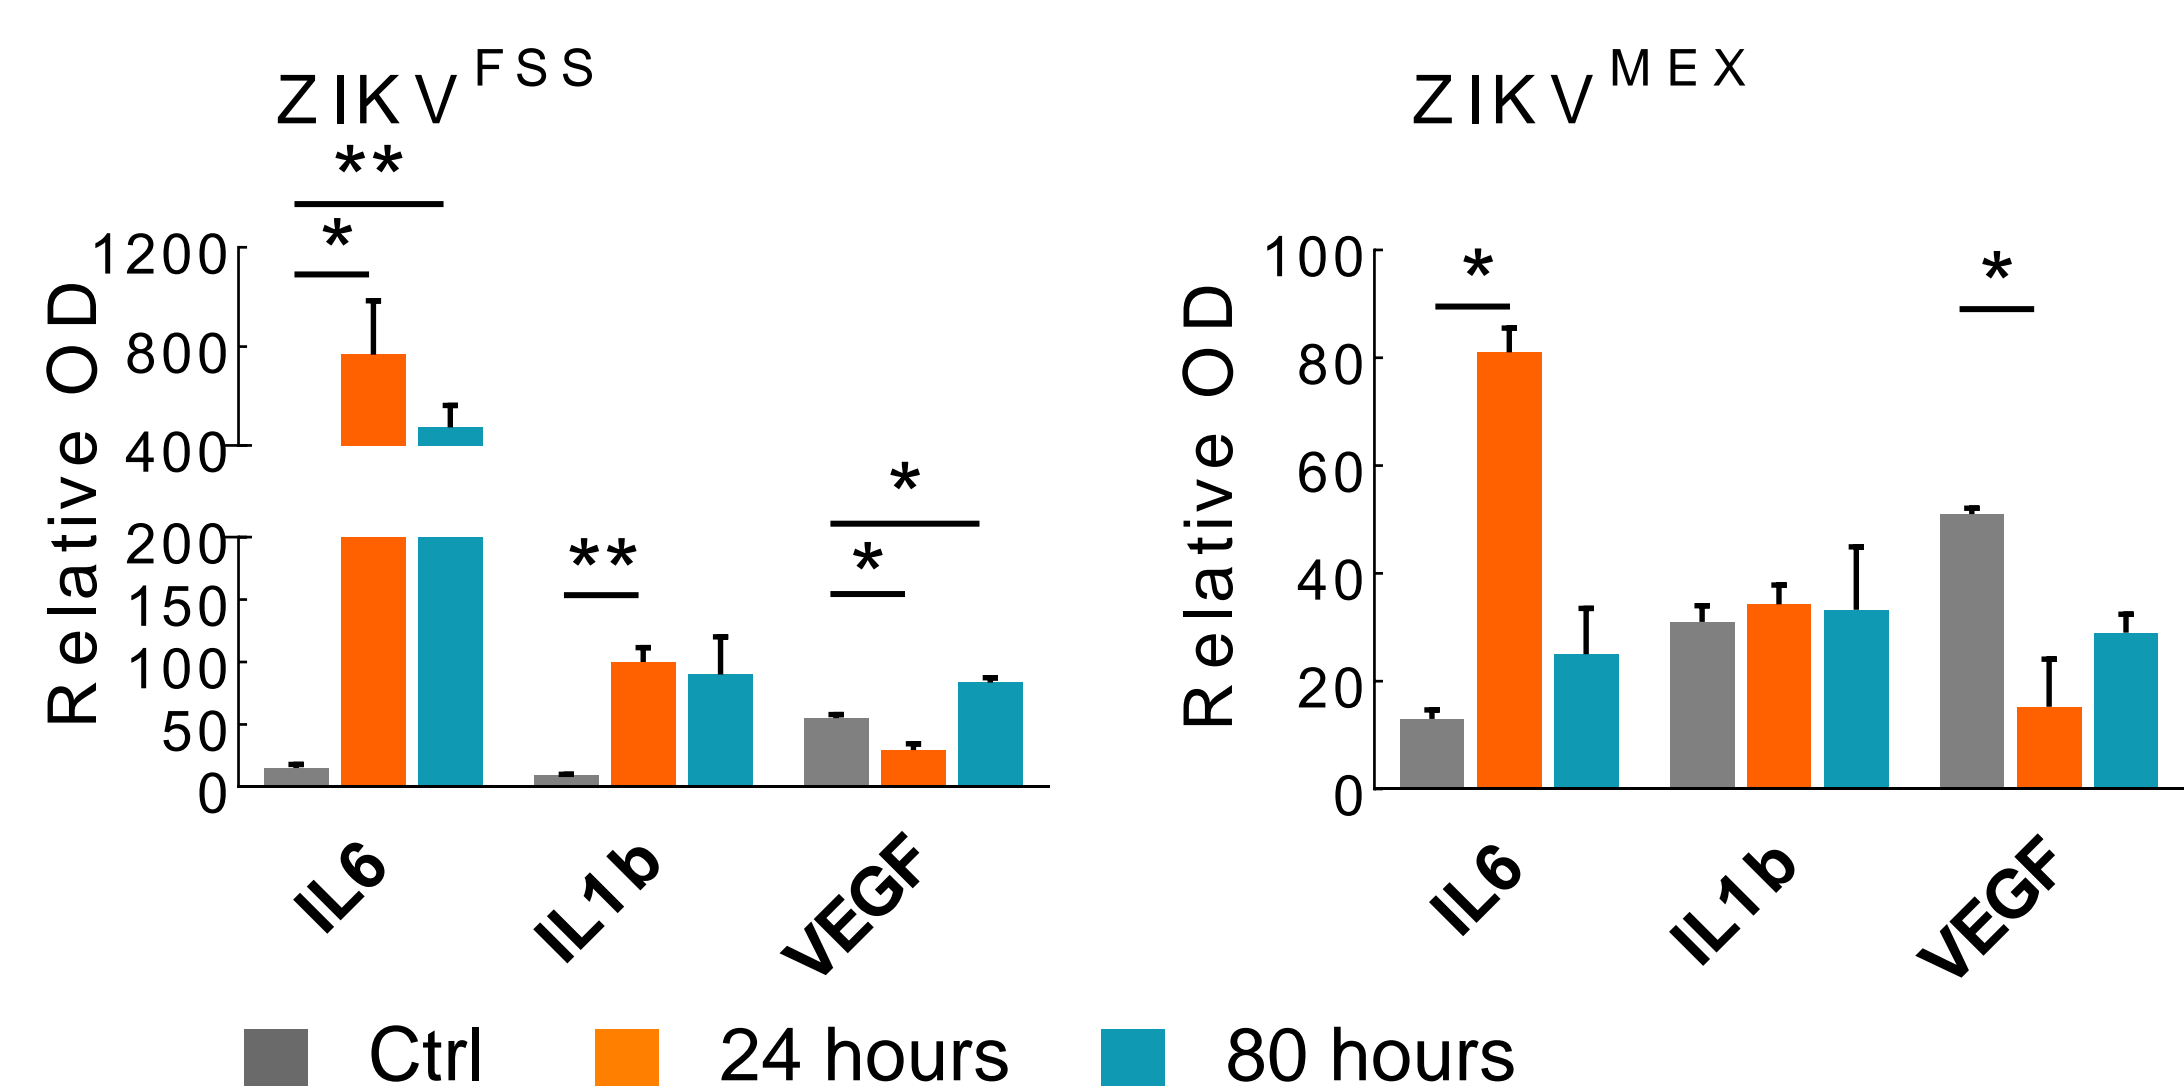 ZIKV FSS
**
*
1200
800
400
200
150
100
50
0
Relative OD
**
*
*
IL6
IL1b
VEGF
ZIKV MEX
100
80
60
40
20
0
Relative OD
*
*
IL6
IL1b
VEGF
Ctrl 24 hours 80 hours